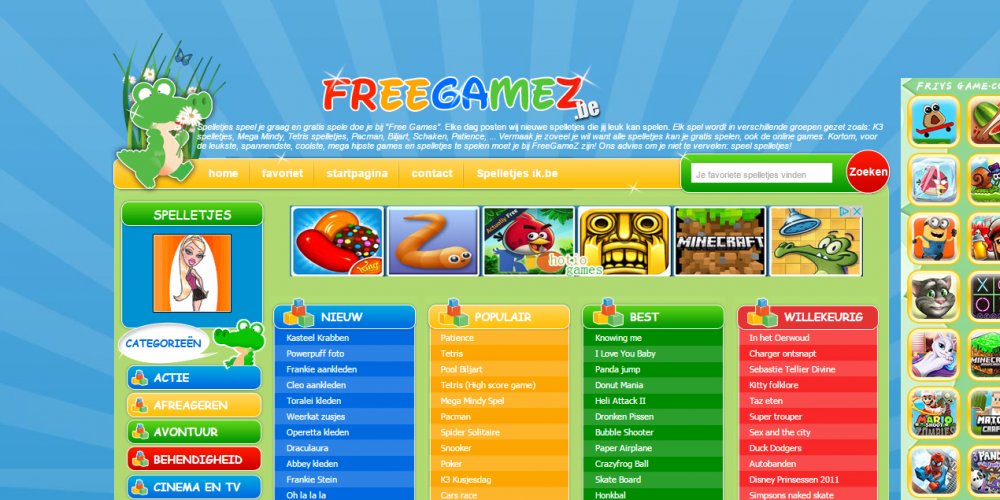 FREEGAMEZ.be
Spelletjes speel je graag en gratis spele doe je bij "Free Games". Elke dag posten wij nieuwe spelletjes die jij leuk kan spelen. Elk spel wordt in verschillende groepen gezet zoals: K3
spelletjes, Mega Mindy, Tetris spelletjes, Pacman, Biljart, Schaken, Patience, ... Vermaak je zoveel je wil want alle spelletjes kan je gratis spelen, ook de online games. Kortom, voor
de leukste, spannendste, coolste, mega hipste games en spelletjes te spelen moet je bij FreeGameZ zijn! Ons advies om je niet te vervelen: speel spelletjes!
home favoriet startpagina contact Spelletjes ik.be
Je favoriete spelletjes vinden
Zoeken
FRIYS GAME-CO
SPELLETJES
King
Actually Free
MINECRAFT
hotio
games
CATEGORIEËN
ACTIE
AFREAGEREN
AVONTUUR
BEHENDIGHEID
CINEMA EN TV
NIEUW
Kasteel Krabben
Powerpuff foto
Frankie aankleden
Cleo aankleden
Toralei kleden
Weerkat zusjes
Operetta kleden
Draculaura
Abbey kleden
Frankie Stein
Oh la la la
POPULAIR
Patience
Tetris
Pool Biljart
Tetris (High score game)
Mega Mindy Spel
Pacman
Spider Solitaire
Snooker
Poker
K3 Kusjesdag
Cars race
BEST
Knowing me
I Love You Baby
Panda jump
Donut Mania
Heli Attack II
Dronken Pissen
Bubble Shooter
Paper Airplane
Crazyfrog Ball
Skate Board
Honkbal
WILLEKEURIG
In het Oerwoud
Charger ontsnapt
Sebastie Tellier Divine
Kitty folklore
Taz eten
Super trouper
Sex and the city
Duck Dodgers
Autobanden
Disney Prinsessen 2011
Simpsons naked skate
MARIO
SHOOT
ZOMBIES